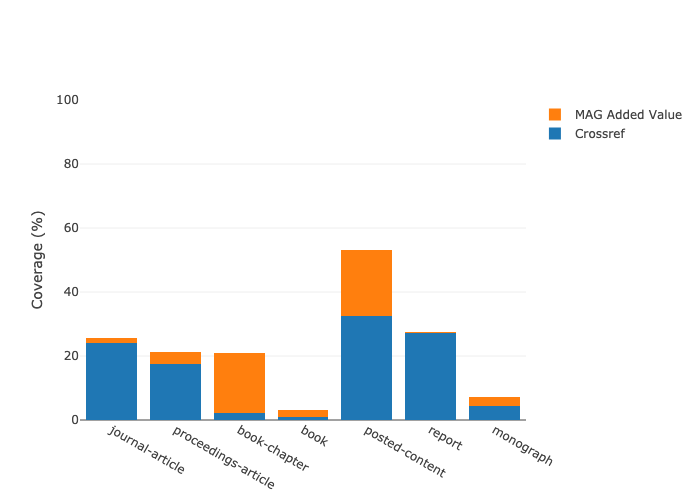 MAG Added Value
Crossref
Coverage (%)
100
80
60
40
20
0
journal-article
proceedings-article
book-chapter
book
posted-content
report
monograph